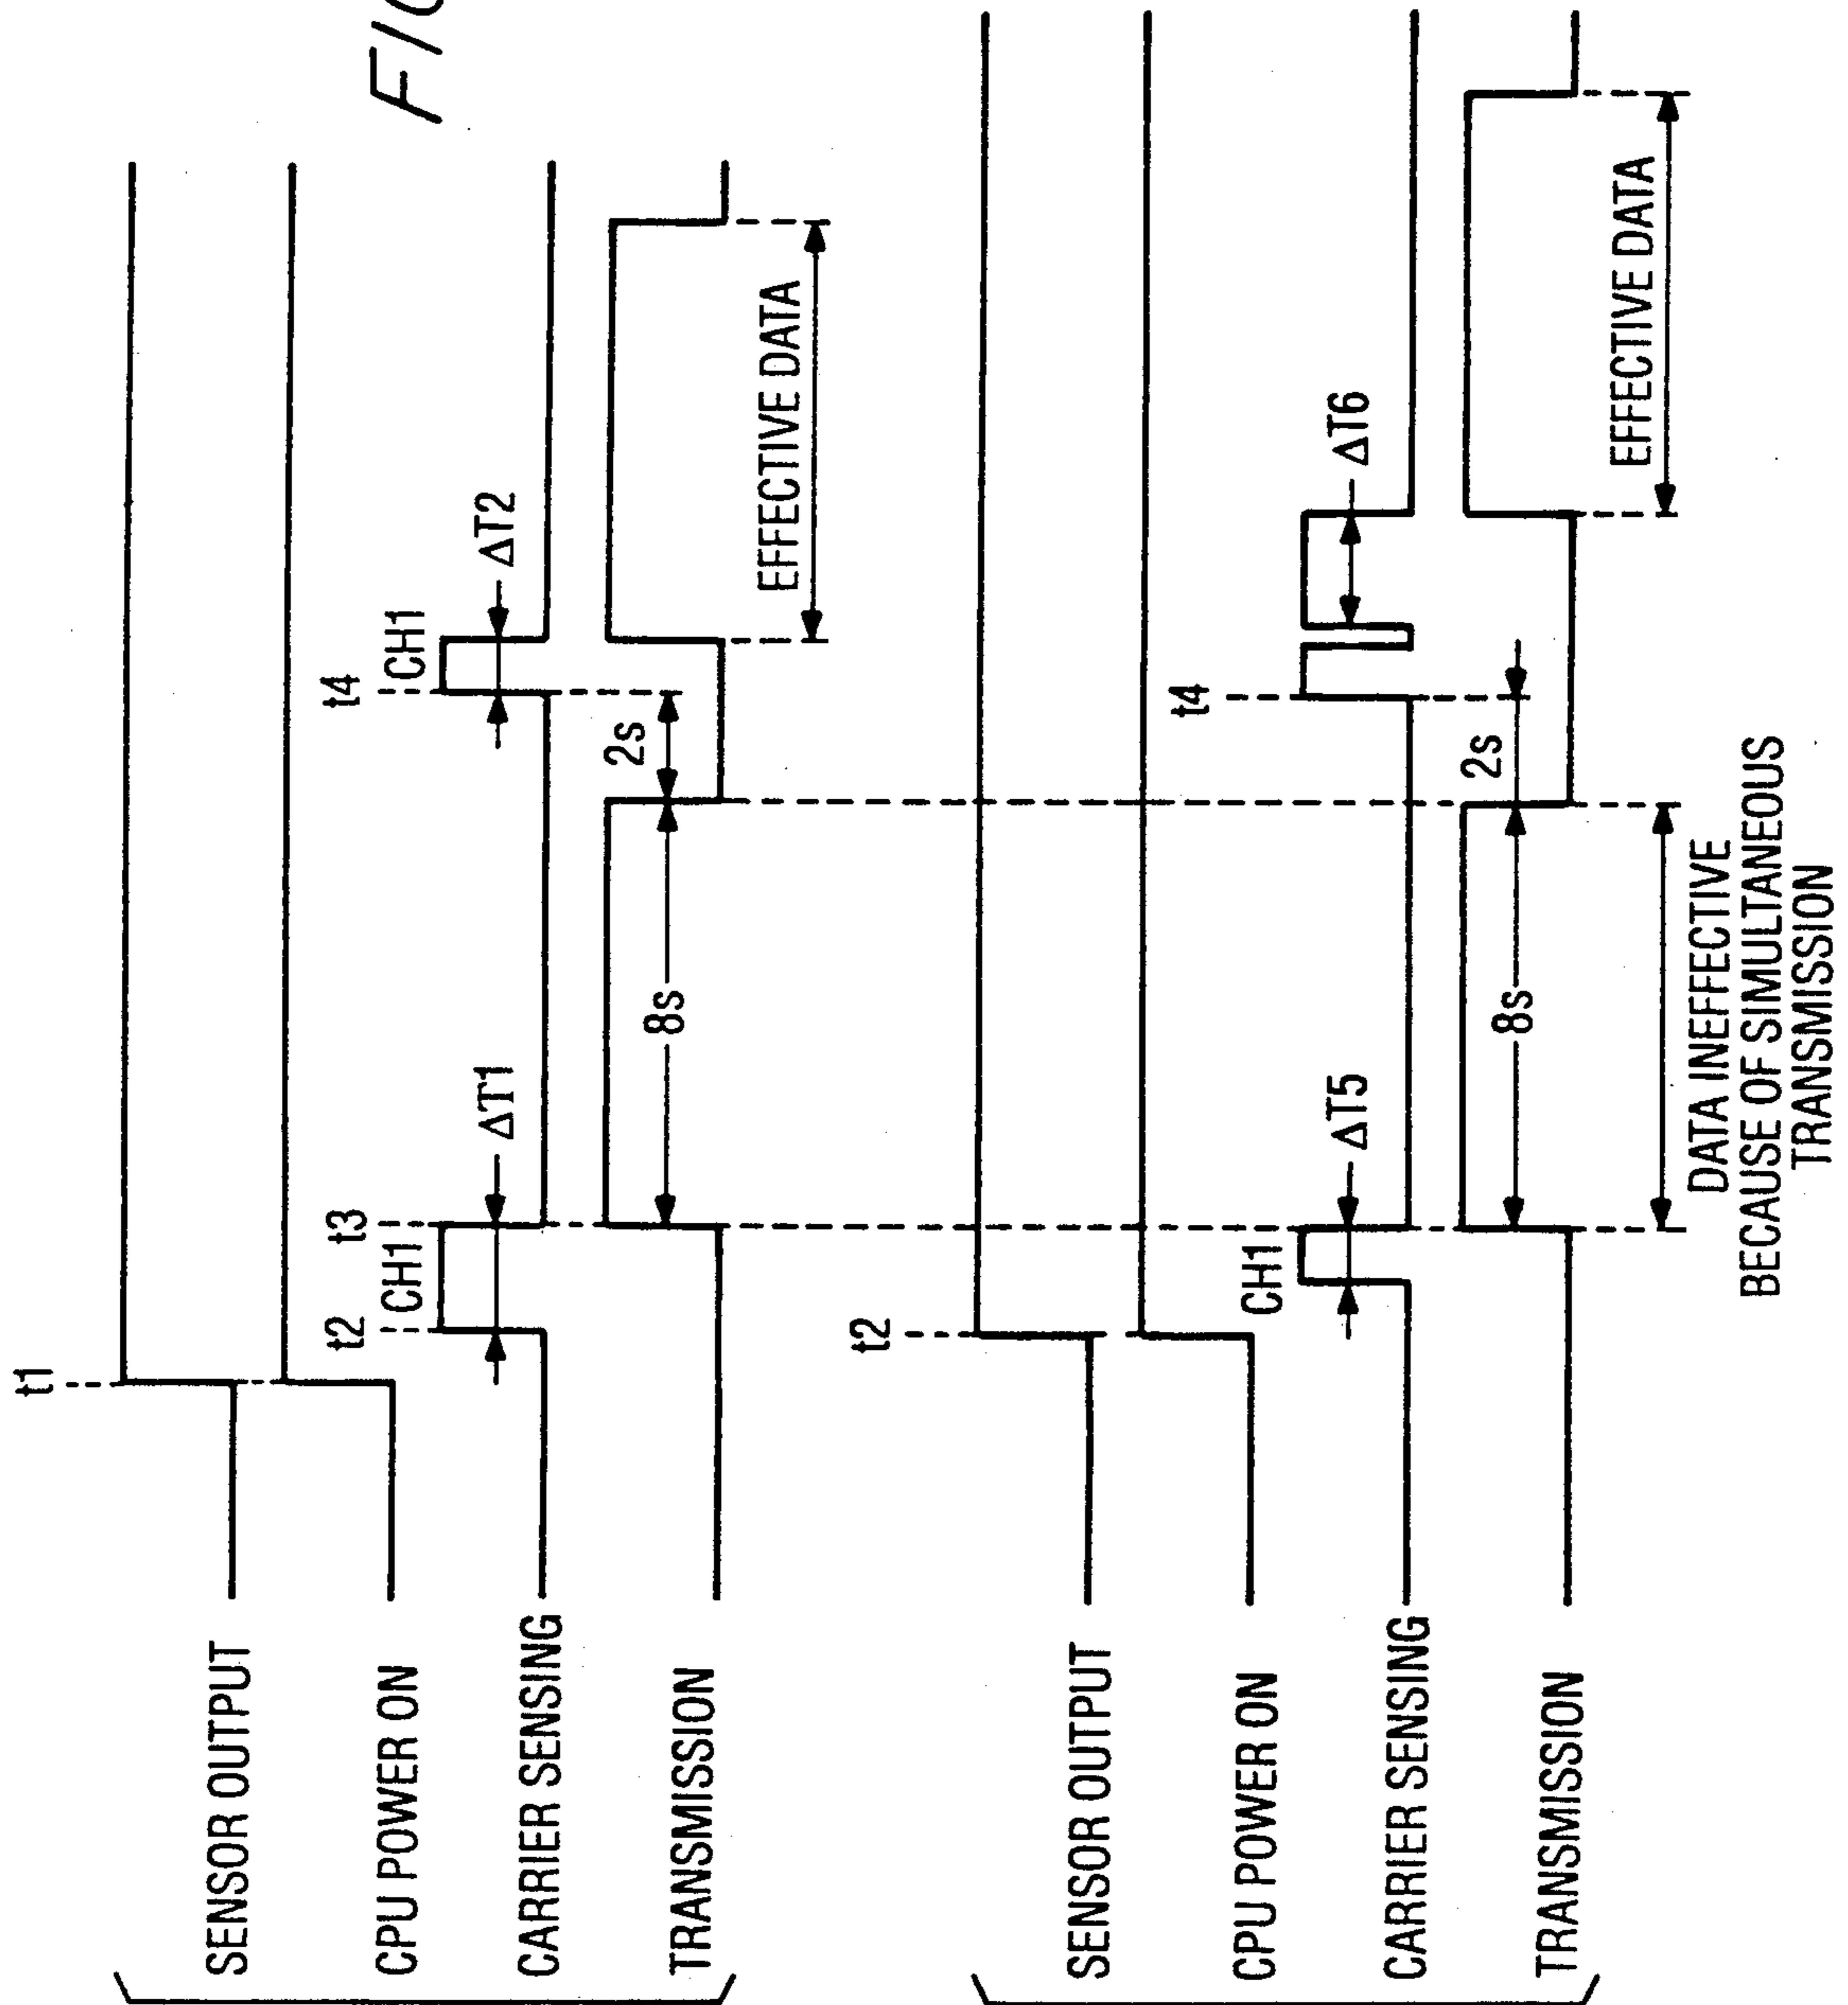 FIG
t1
SENSOR OUTPUT
CPU POWER ON
t2
t3
t4
CH1
CH1
ΔT1
ΔT2
CARRIER SENSING
8s
2s
TRANSMISSION
EFFECTIVE DATA
t2
SENSOR OUTPUT
CPU POWER ON
t4
CH1
ΔT5
ΔT6
CARRIER SENSING
8s
2s
TRANSMISSION
EFFECTIVE DATA
DATA INEFFECTIVE
BECAUSE OF SIMULTANEOUS
TRANSMISSION